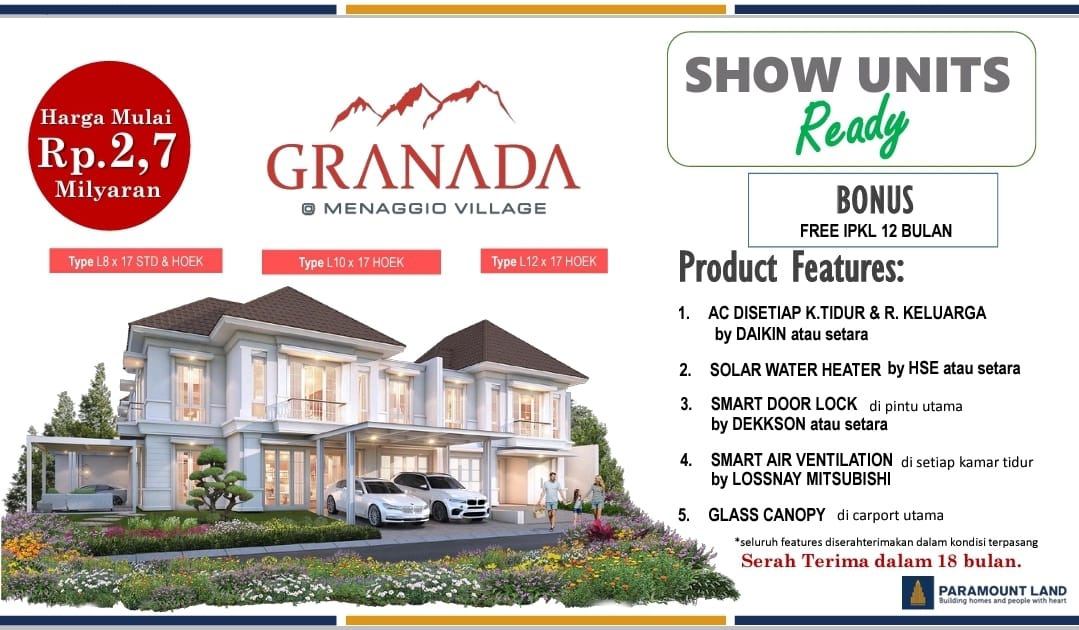 Harga Mulai
Rp.2,7
Milyaran
GRANADA
@ MENAGGIO VILLAGE
Type L8 x 17 STD & HOEK
Type L10 x 17 HOEK
Type L12 x 17 HOEK
SHOW UNITS
Ready
BONUS
FREE IPKL 12 BULAN
Product Features:
1. AC DISETIAP K.TIDUR & R. KELUARGA
by DAIKIN atau setara
2. SOLAR WATER HEATER by HSE atau setara
3. SMART DOOR LOCK di pintu utama
by DEKKSON atau setara
4. SMART AIR VENTILATION di setiap kamar tidur
by LOSSNAY MITSUBISHI
5. GLASS CANOPY di carport utama
*seluruh features diserahterimakan dalam kondisi terpasang
Serah Terima dalam 18 bulan.
PARAMOUNT LAND
Building homes and people with heart